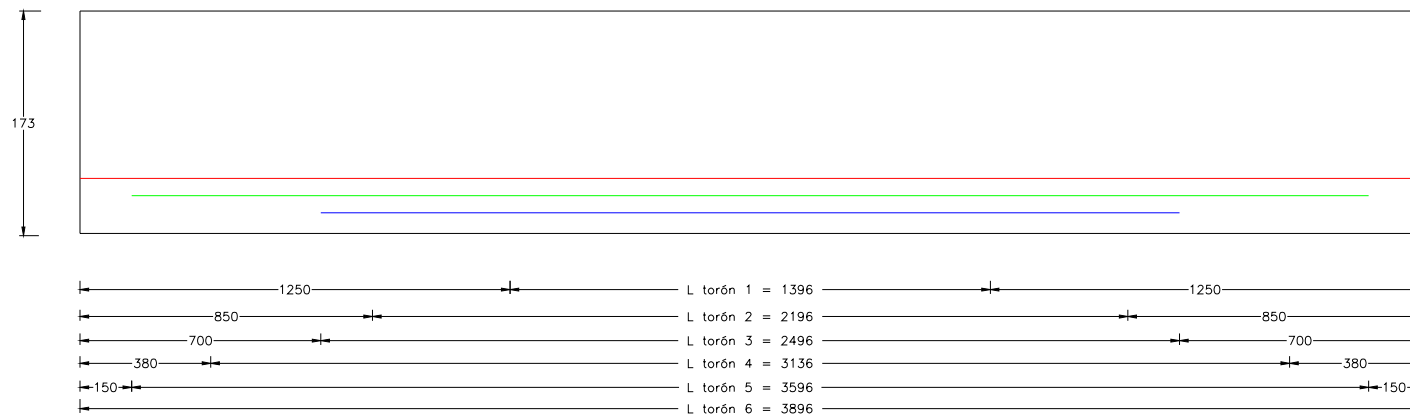 173
1250 L torón 1 = 1396 1250
850 L torón 2 = 2196 850
700 L torón 3 = 2496 700
380 L torón 4 = 3136 380
150 L torón 5 = 3596 150
L torón 6 = 3896